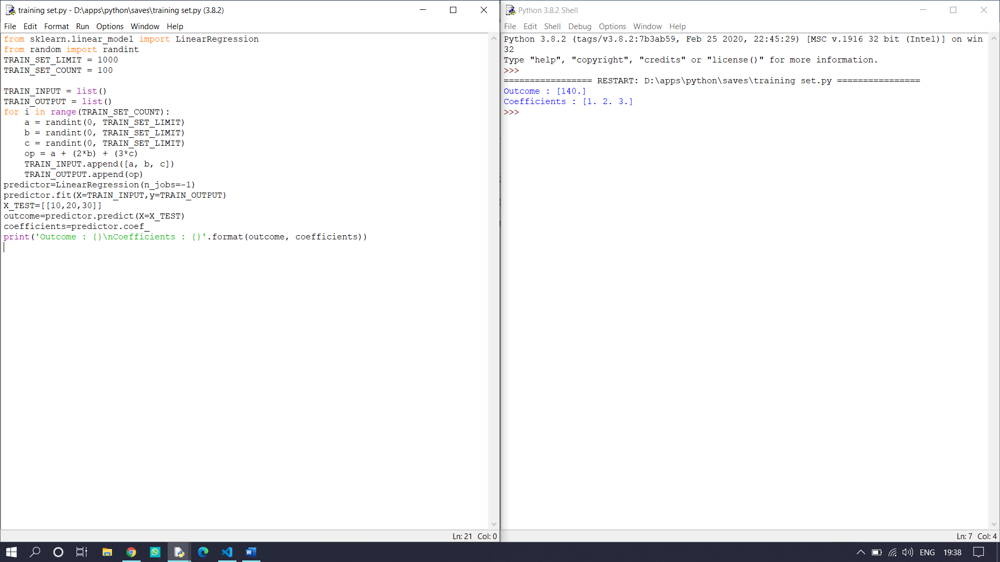 training set.py - D:\apps\python\saves\training set.py (3.8.2)
File Edit Format Run Options Window Help
from sklearn.linear_model import LinearRegression
from random import randint
TRAIN_SET_LIMIT = 1000
TRAIN_SET_COUNT = 100

TRAIN_INPUT = list()
TRAIN_OUTPUT = list()
for i in range(TRAIN_SET_COUNT):
    a = randint(0, TRAIN_SET_LIMIT)
    b = randint(0, TRAIN_SET_LIMIT)
    c = randint(0, TRAIN_SET_LIMIT)
    op = a + (2*b) + (3*c)
    TRAIN_INPUT.append([a, b, c])
    TRAIN_OUTPUT.append(op)
predictor=LinearRegression(n_jobs=-1)
predictor.fit(X=TRAIN_INPUT,y=TRAIN_OUTPUT)
X_TEST=[[10,20,30]]
outcome=predictor.predict(X=X_TEST)
coefficients=predictor.coef_
print('Outcome : {}\nCoefficients : {}'.format(outcome, coefficients))
Ln: 21 Col: 0
Python 3.8.2 Shell
File Edit Shell Debug Options Window Help
Python 3.8.2 (tags/v3.8.2:7b3ab59, Feb 25 2020, 22:45:29) [MSC v.1916 32 bit (Intel)] on win
32
Type "help", "copyright", "credits" or "license()" for more information.
>>>
================= RESTART: D:\apps\python\saves\training set.py ================
Outcome : [140.]
Coefficients : [1. 2. 3.]
>>>
Ln: 7 Col: 4
ENG 19:38